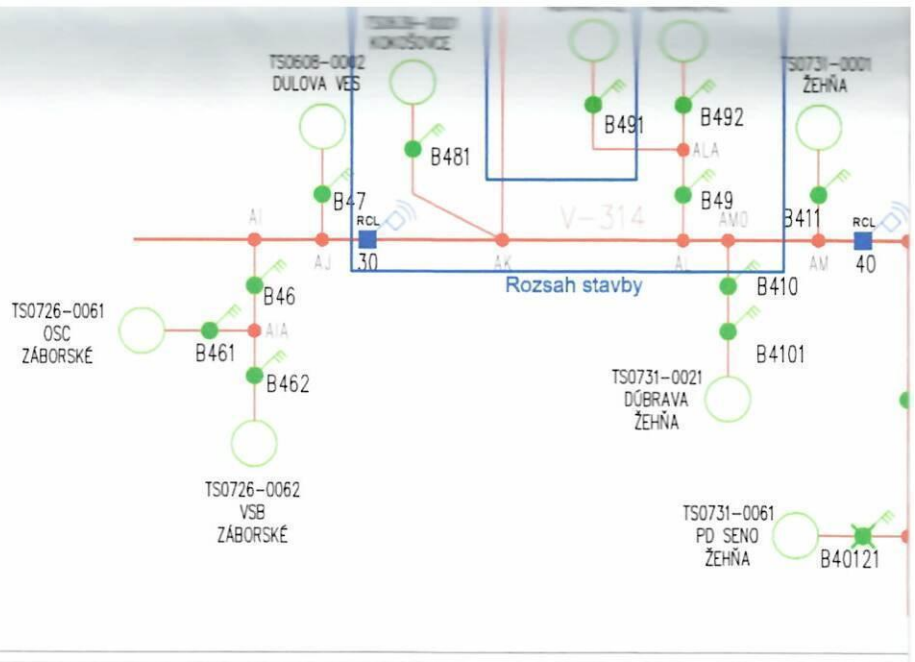 TS0608-0002
DULOVA VES
KOKOŠOVCE
TS0731-0001
ŽEHŇA
B481
B491
B492
ALA
B47
B49
B411
AI
RCL
V-314
AMO
RCL
AJ
30
AK
AL
AM
40
Rozsah stavby
B46
B410
TS0726-0061
OSC
ZÁBORSKÉ
AIA
B461
B462
B4101
TS0731-0021
DÚBRAVA
ŽEHŇA
TS0726-0062
VSB
ZÁBORSKÉ
TS0731-0061
PD SENO
ŽEHŇA
B40121